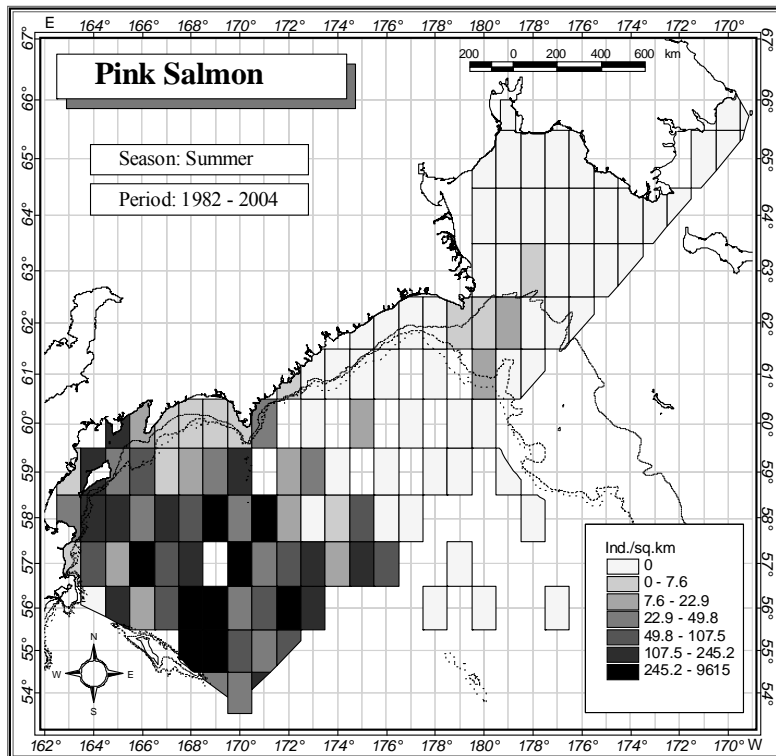 E
164° 166° 168° 170° 172° 174° 176° 178° 180° 178° 176° 174° 172° 170°
67° 67°
200 0 200 400 600 km
Pink Salmon
66° 66°
Season: Summer
65° 65°
Period: 1982 - 2004
64° 64°
63° 63°
62° 62°
61° 61°
60° 60°
59° 59°
58° 58°
Ind./sq.km
0
0 - 7.6
7.6 - 22.9
22.9 - 49.8
49.8 - 107.5
107.5 - 245.2
245.2 - 9615
57° 57°
56° 56°
55° 55°
54° 54°
N
W E
S
162° 164° 166° 168° 170° 172° 174° 176° 178° 180° 178° 176° 174° 172° 170° W